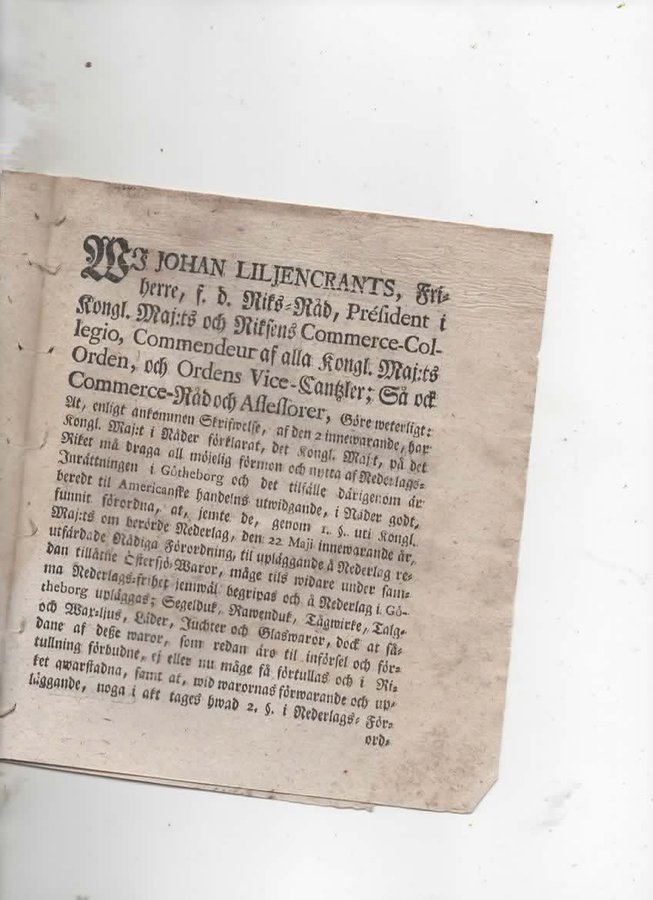 WI JOHAN LILJENCRANTS, Fri-
herre, f. d. Riks-Råd, Präsident i
Kongl. Maj:ts och Riksens Commerce-Col-
legio, Commendeur af alla Kongl. Maj:ts
Orden, och Ordens Vice-Cantzler; Så ock
Commerce-Råd och Assessorer, Göre weterligt:
At, enligt ankommen Skrifwelse, af den 2 innewarande, har
Kongl. Maj:t i Nåder förklarat, det Kongl. Maj:t, på det
Riket må draga all möjelig förmon och nytta af Nederlags-
Inrättningen i Götheborg och det tilfälle därigenom är
beredt til Americanske handelns utwidgande, i Nåder godt
funnit förordna, at, jemte de, genom 1. §. uti Kongl.
Maj:ts om berörde Nederlag, den 22 Maji innewarande år,
utfärdade Nådiga Förordning, til upläggande å Nederlag re-
dan tillåtne Östersjö-Waror, måge tils widare under sam-
ma Nederlags-frihet jemwäl begripas och å Nederlag i Gö-
theborg upläggas; Segelduk, Rawenduk, Tågwirke, Talg-
och Wax-ljus, Läder, Juchter och Glaswaror, dock at så-
dane af desse waror, som redan äro til införsel och för-
tullning förbudne, ej eller nu måge få förtullas och i Ri-
ket qwarstadna, samt at, wid warornas förwarande och up-
läggande, noga i akt tages hwad 2. §. i Nederlags-För-
ord-